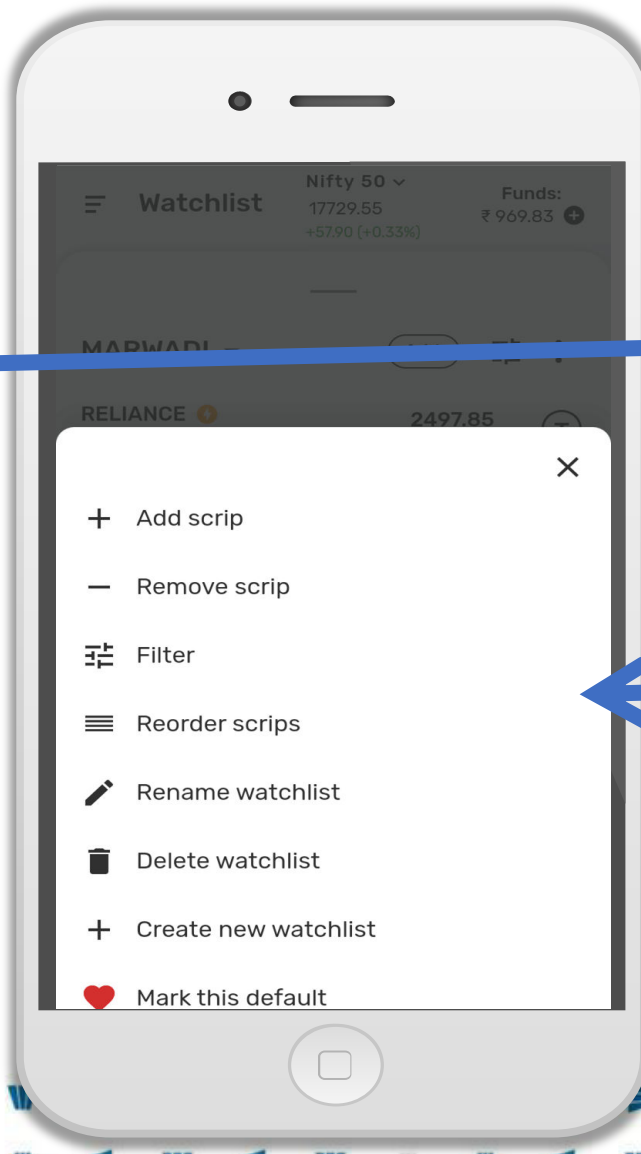 Watchlist
Nifty 50
17729.55
+57.90 (+0.33%)
Funds:
₹ 969.83
MARWADI
RELIANCE
2497.85
Add scrip
Remove scrip
Filter
Reorder scrips
Rename watchlist
Delete watchlist
Create new watchlist
Mark this default